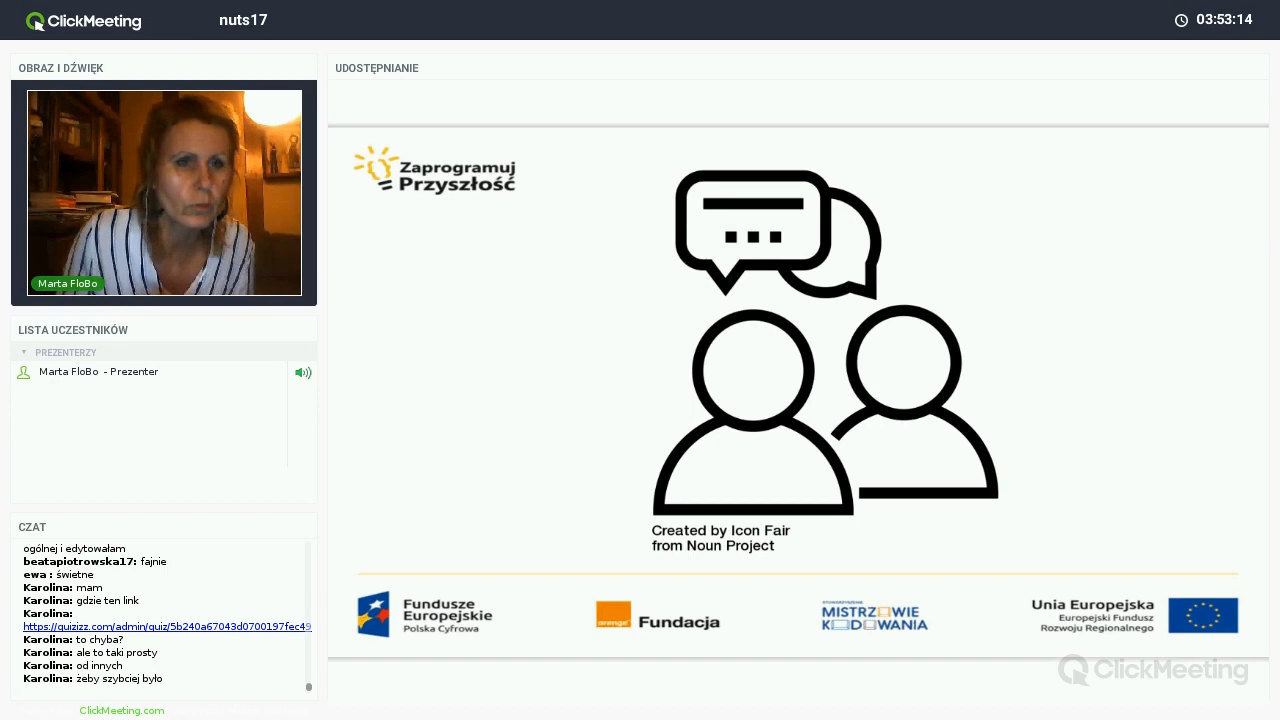 ClickMeeting
nuts17
03:53:14
OBRAZ I DŹWIĘK
Marta FloBo
LISTA UCZESTNIKÓW
PREZENTERZY
Marta FloBo - Prezenter
CZAT
ogólnej i edytowałam
beatapiotrowska17: fajnie
ewa : świetne
Karolina: mam
Karolina: gdzie ten link
Karolina:
https://quizizz.com/admin/quiz/5b240a67043d0700197fec49
Karolina: to chyba?
Karolina: ale to taki prosty
Karolina: od innych
Karolina: żeby szybciej było
ClickMeeting.com
UDOSTĘPNIANIE
Zaprogramuj
Przyszłość
Created by Icon Fair
from Noun Project
Fundusze
Europejskie
Polska Cyfrowa
orange
Fundacja
STOWARZYSZENIE
MISTRZOWIE
KODOWANIA
Unia Europejska
Europejski Fundusz
Rozwoju Regionalnego
ClickMeeting